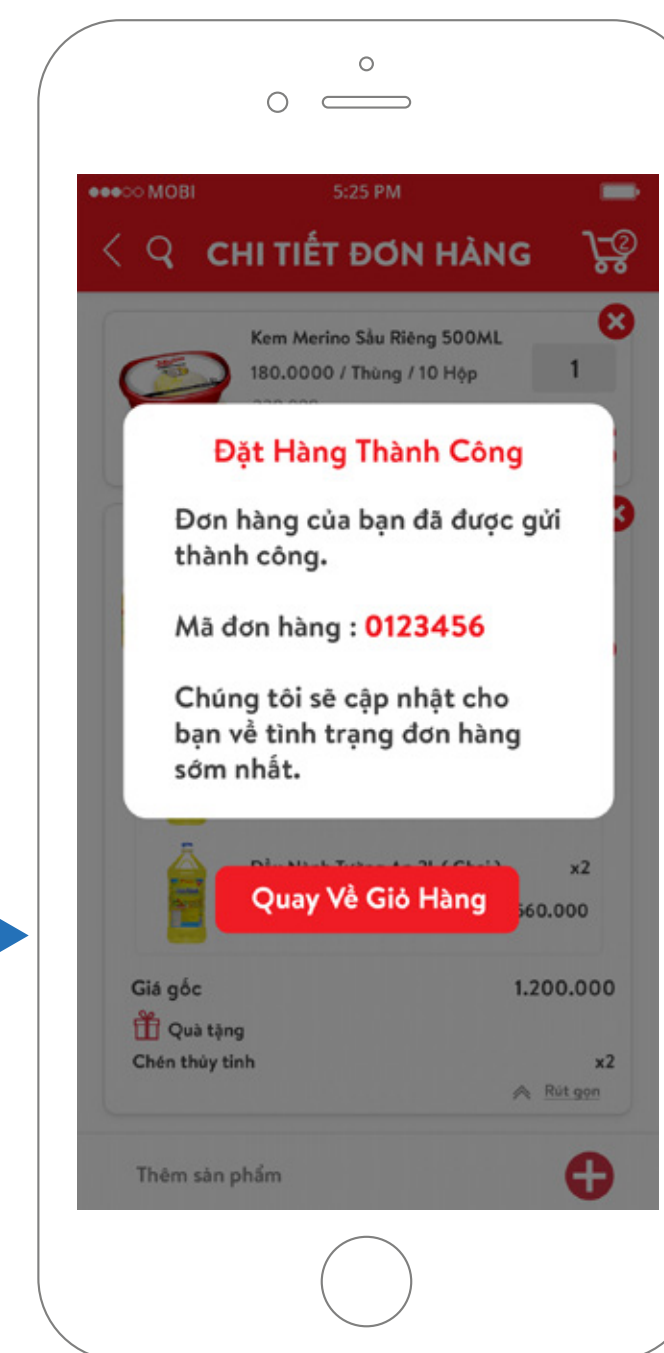 MOBI 5:25 PM
CHI TIẾT ĐƠN HÀNG 2
Kem Merino Sầu Riêng 500ML
180.0000 / Thùng / 10 Hộp 1
Đặt Hàng Thành Công
Đơn hàng của bạn đã được gửi
thành công.
Mã đơn hàng : 0123456
Chúng tôi sẽ cập nhật cho
bạn về tình trạng đơn hàng
sớm nhất.
x2
Quay Về Giỏ Hàng
560.000
Giá gốc 1.200.000
Quà tặng
Chén thủy tinh x2
Rút gọn
Thêm sản phẩm